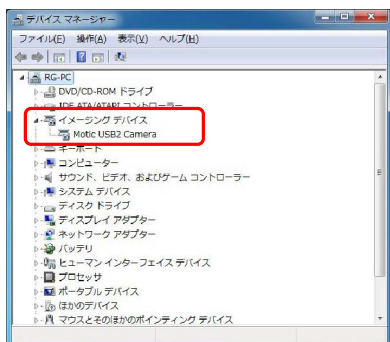 デバイス マネージャー
ファイル(F) 操作(A) 表示(V) ヘルプ(H)
RG-PC
DVD/CD-ROM ドライブ
IDE ATA/ATAPI コントローラー
イメージング デバイス
Motic USB2 Camera
キーボード
コンピューター
サウンド、ビデオ、およびゲーム コントローラー
システム デバイス
ディスク ドライブ
ディスプレイ アダプター
ネットワーク アダプター
バッテリ
ヒューマン インターフェイス デバイス
プロセッサ
ポータブル デバイス
ほかのデバイス
マウスとそのほかのポインティング デバイス